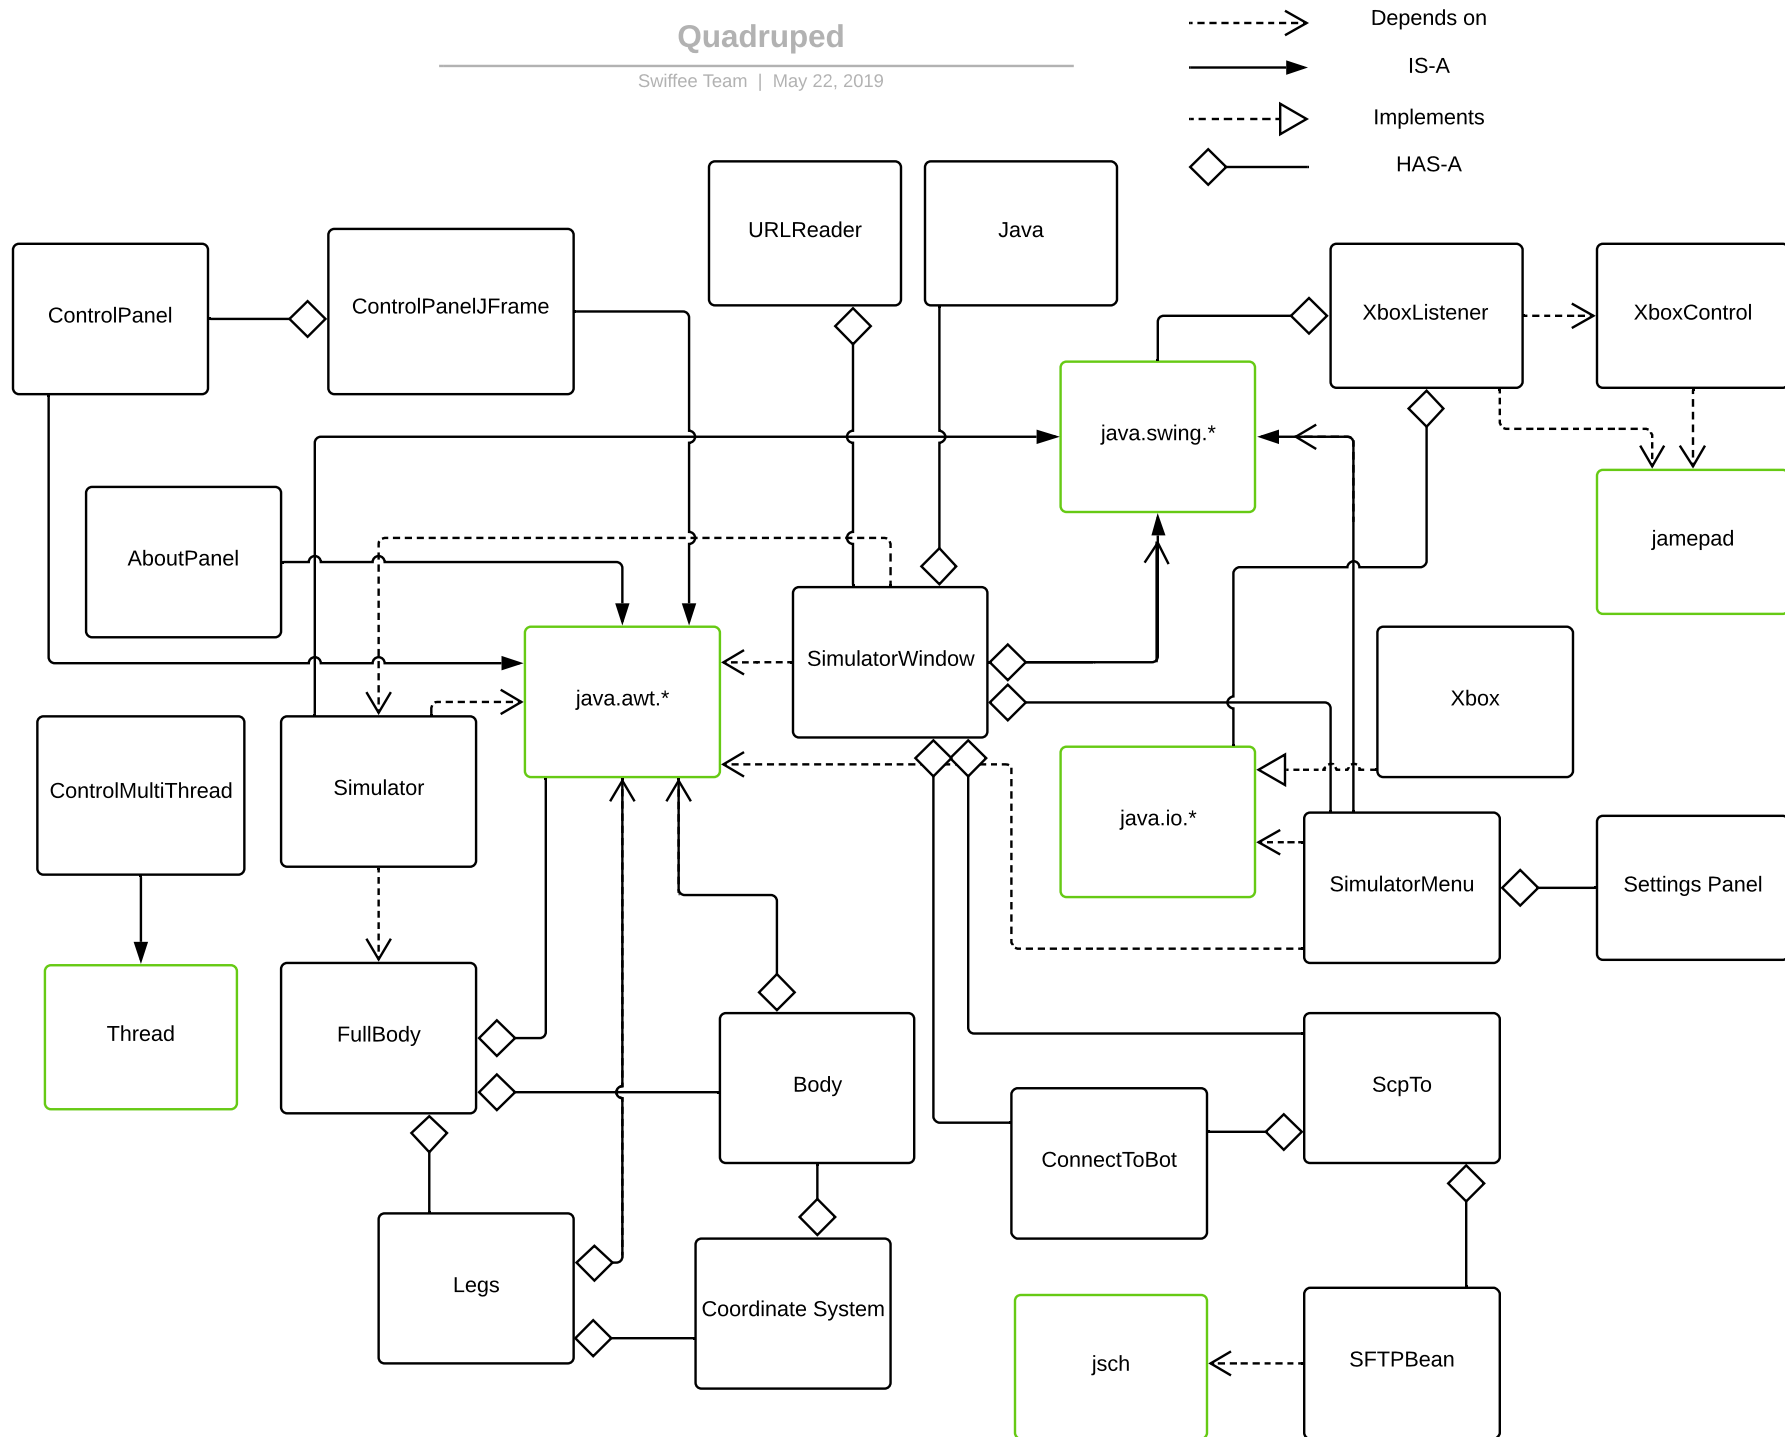 Quadruped
Swiffee Team | May 22, 2019
Depends on
IS-A
Implements
HAS-A
URLReader
Java
ControlPanel
ControlPanelJFrame
XboxListener
XboxControl
java.swing.*
AboutPanel
jamepad
SimulatorWindow
java.awt.*
Xbox
ControlMultiThread
Simulator
java.io.*
SimulatorMenu
Settings Panel
Thread
FullBody
Body
ScpTo
ConnectToBot
Legs
Coordinate System
jsch
SFTPBean